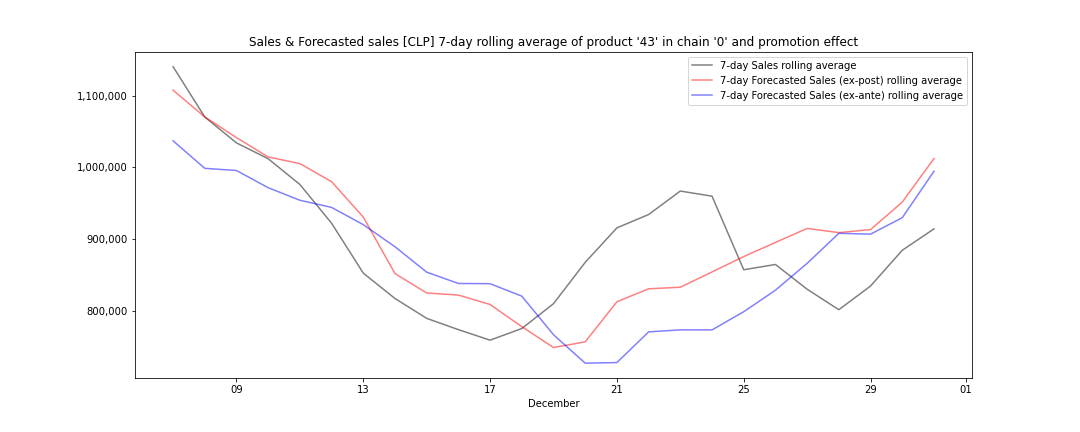 Sales & Forecasted sales [CLP] 7-day rolling average of product '43' in chain '0' and promotion effect
7-day Sales rolling average
7-day Forecasted Sales (ex-post) rolling average
7-day Forecasted Sales (ex-ante) rolling average
1,100,000
1,000,000
900,000
800,000
09 13 17 21 25 29 01
December